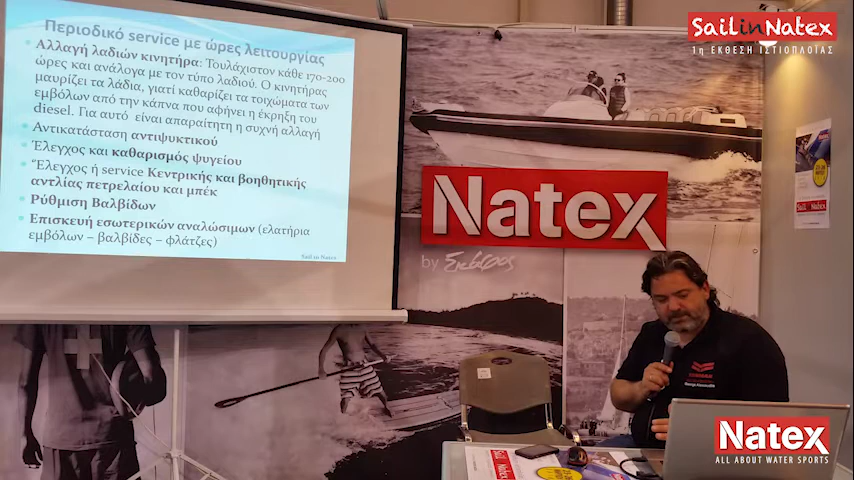 Περιοδικό service με ώρες λειτουργίας
Αλλαγή λαδιών κινητήρα: Τουλάχιστον κάθε 170-200
ώρες και ανάλογα με τον τύπο λαδιού. Ο κινητήρας
μαυρίζει τα λάδια, γιατί καθαρίζει τα τοιχώματα των
εμβόλων από την κάπνα που αφήνει η έκρηξη του
diesel. Για αυτό είναι απαραίτητη η συχνή αλλαγή
Αντικατάσταση αντιψυκτικού
Έλεγχος και καθαρισμός ψυγείου
Έλεγχος ή service Κεντρικής και βοηθητικής
αντλίας πετρελαίου και μπέκ
Ρύθμιση Βαλβίδων
Επισκευή εσωτερικών αναλώσιμων (ελατήρια
εμβόλων – βαλβίδες – φλάτζες)
Sail in Natex
SailinNatex
1η ΕΚΘΕΣΗ ΙΣΤΙΟΠΛΟΪΑΣ
Natex
by Σκάφος
Natex
ALL ABOUT WATER SPORTS